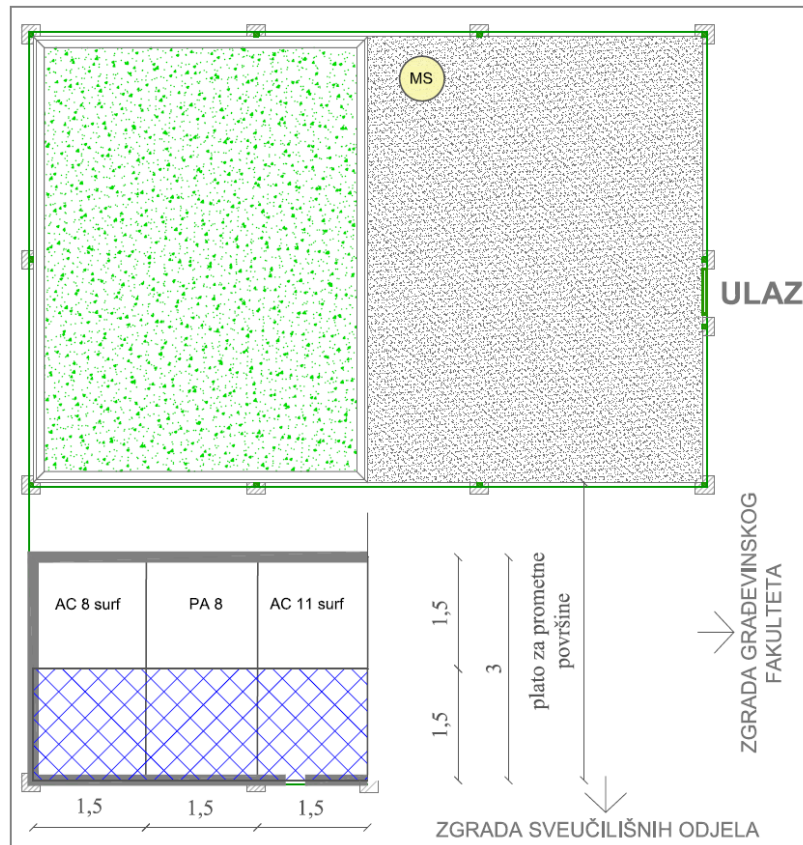 MS
ULAZ
AC 8 surf
PA 8
AC 11 surf
1,5
1,5
3
plato za prometne
površine
ZGRADA GRAĐEVINSKOG
FAKULTETA
1,5
1,5
1,5
ZGRADA SVEUČILIŠNIH ODJELA